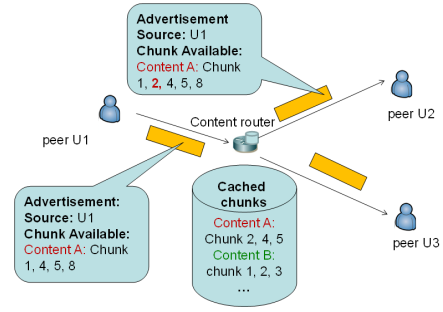 Advertisement
Source: U1
Chunk Available:
Content A: Chunk
1, 2, 4, 5, 8
peer U1
Content router
peer U2
Advertisement:
Source: U1
Chunk Available:
Content A: Chunk
1, 4, 5, 8
Cached
chunks
Content A:
Chunk 2, 4, 5
Content B:
chunk 1, 2, 3
...
peer U3